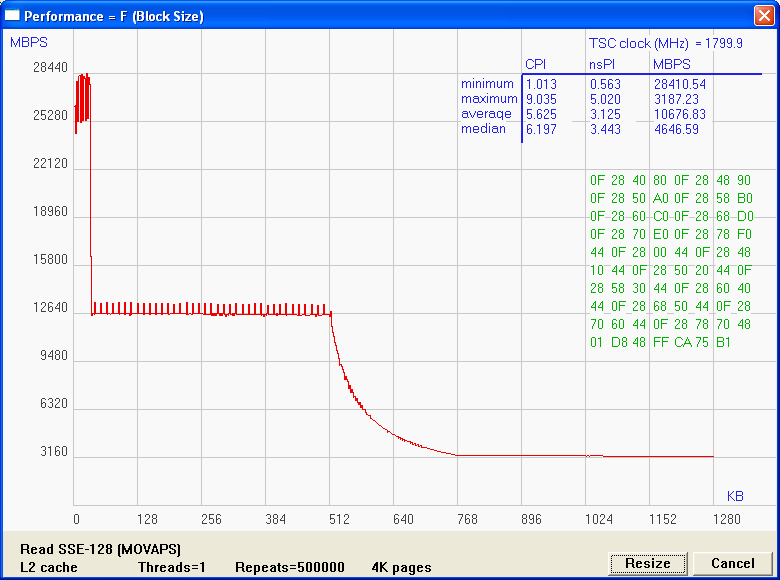 Performance = F (Block Size)
MBPS
TSC clock (MHz) = 1799.9
CPI nsPI MBPS
minimum 1.013 0.563 28410.54
maximum 9.035 5.020 3187.23
average 5.625 3.125 10676.83
median 6.197 3.443 4646.59
28440
25280
22120
18960
15800
12640
9480
6320
3160
0F 28 40 80 0F 28 48 90
0F 28 50 A0 0F 28 58 B0
0F 28 60 C0 0F 28 68 D0
0F 28 70 E0 0F 28 78 F0
44 0F 28 00 44 0F 28 48
10 44 0F 28 50 20 44 0F
28 58 30 44 0F 28 60 40
44 0F 28 68 50 44 0F 28
70 60 44 0F 28 78 70 48
01 D8 48 FF CA 75 B1
KB
0 128 256 384 512 640 768 896 1024 1152 1280
Read SSE-128 (MOVAPS)
L2 cache Threads=1 Repeats=500000 4K pages
Resize Cancel